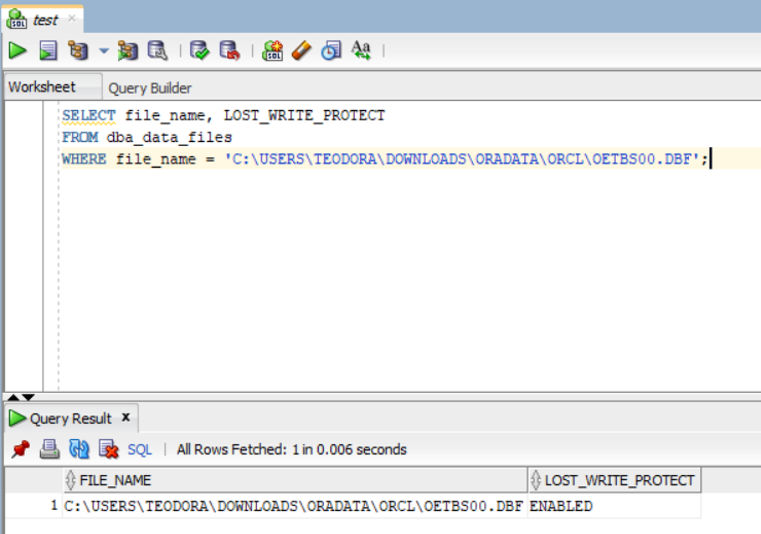 test
Worksheet Query Builder
SELECT file_name, LOST_WRITE_PROTECT
FROM dba_data_files
WHERE file_name = 'C:\USERS\TEODORA\DOWNLOADS\ORADATA\ORCL\OETBS00.DBF';
Query Result x
SQL | All Rows Fetched: 1 in 0.006 seconds
FILE_NAME LOST_WRITE_PROTECT
1 C:\USERS\TEODORA\DOWNLOADS\ORADATA\ORCL\OETBS00.DBF ENABLED